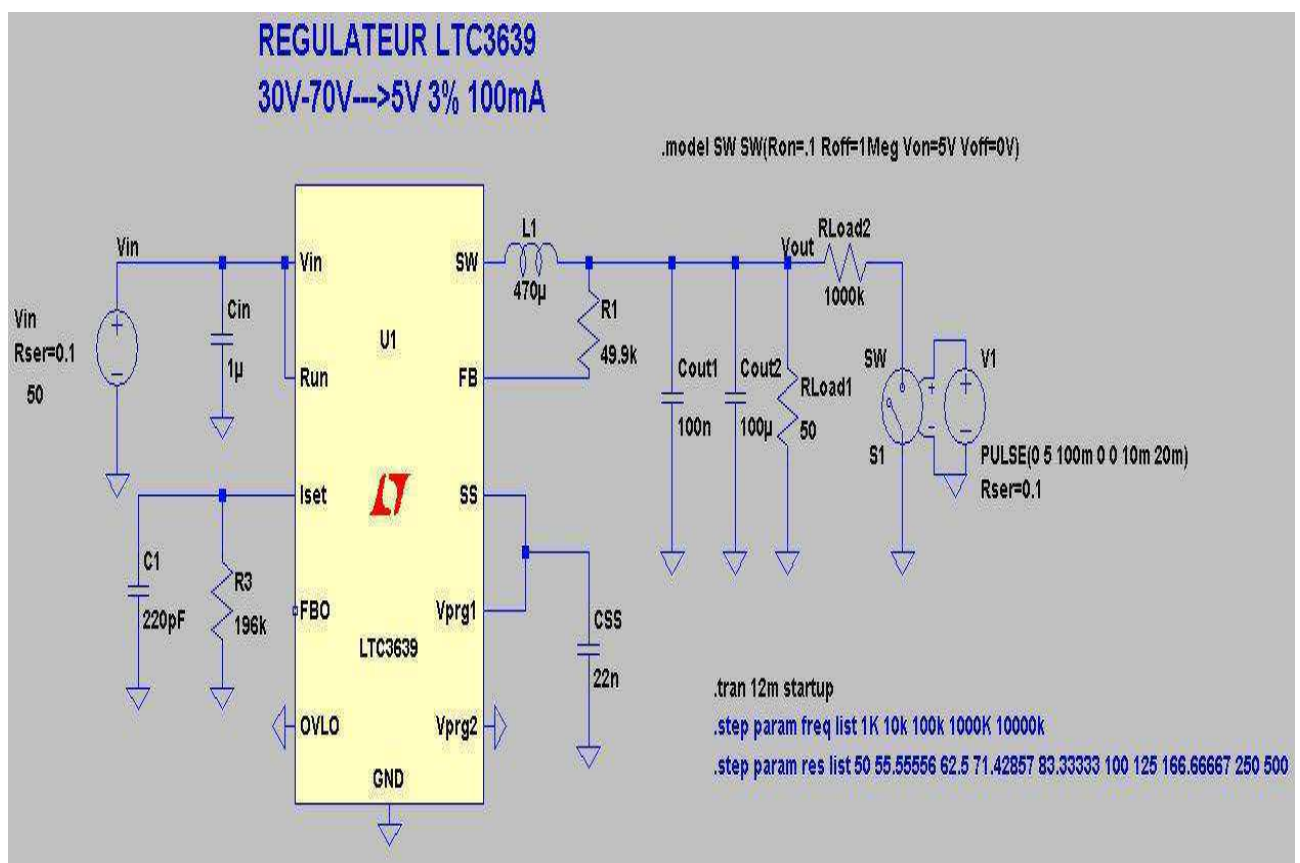 REGULATEUR LTC3639
30V-70V--->5V 3% 100mA
.model SW SW(Ron=.1 Roff=1Meg Von=5V Voff=0V)
Vin
Vin
Rser=0.1
50
Cin
1µ
Vin
Run
Iset
FBO
OVLO
U1
LTC3639
GND
SW
FB
SS
Vprg1
Vprg2
C1
220pF
R3
196k
L1
470µ
R1
49.9k
Cout1
100n
Cout2
100µ
Vout
RLoad1
50
RLoad2
1000k
SW
S1
V1
PULSE(0 5 100m 0 0 10m 20m)
Rser=0.1
CSS
22n
.tran 12m startup
.step param freq list 1K 10k 100k 1000K 10000k
.step param res list 50 55.55556 62.5 71.42857 83.33333 100 125 166.66667 250 500